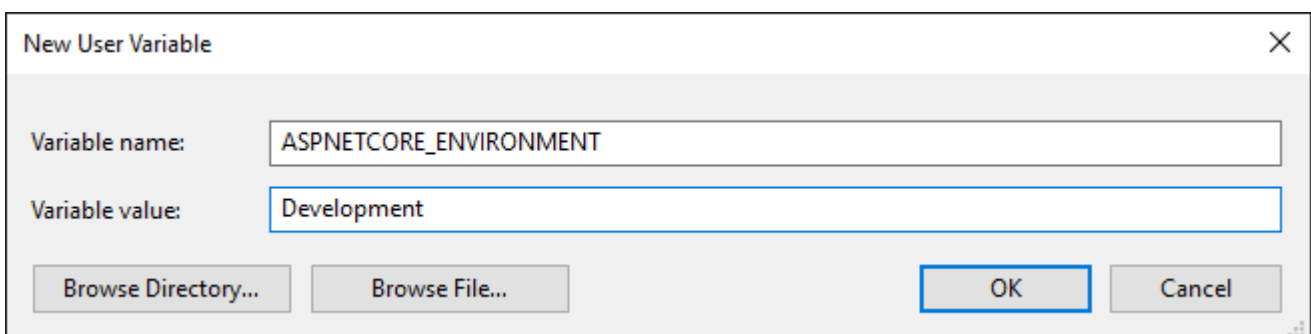 New User Variable
Variable name: ASPNETCORE_ENVIRONMENT
Variable value: Development
Browse Directory... Browse File... OK Cancel